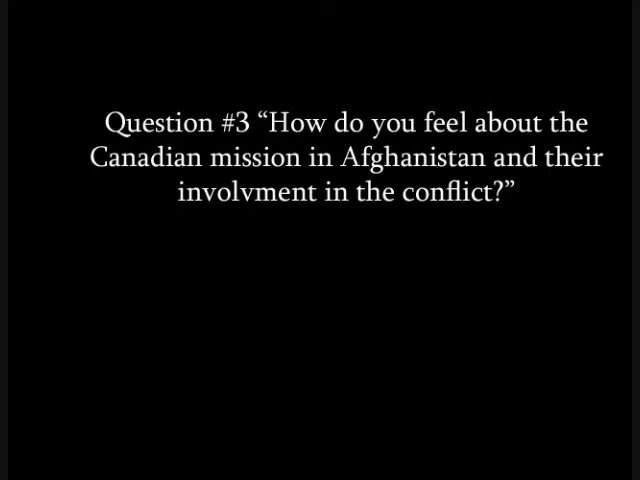 Question #3 “How do you feel about the
Canadian mission in Afghanistan and their
involvment in the conflict?”